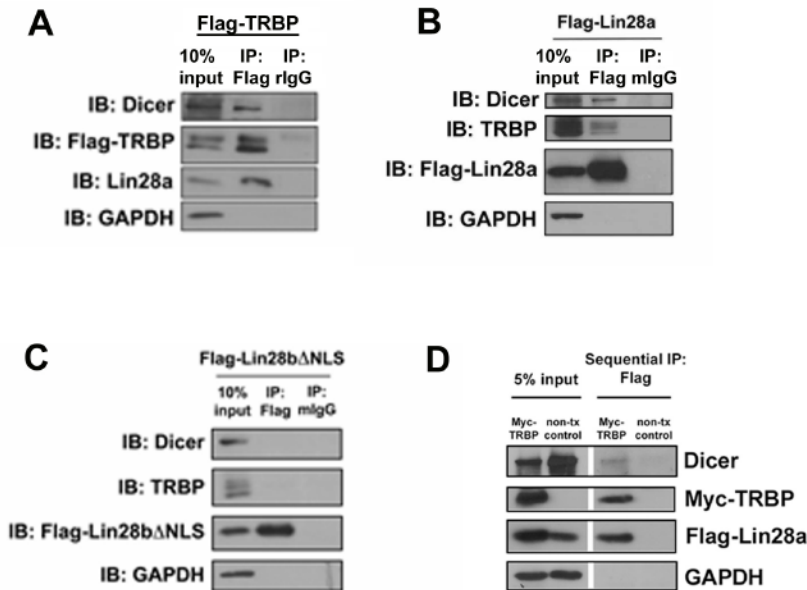 A
Flag-TRBP
10% input
IP: Flag
IP: rIgG
IB: Dicer
IB: Flag-TRBP
IB: Lin28a
IB: GAPDH
B
Flag-Lin28a
10% input
IP: Flag
IP: mIgG
IB: Dicer
IB: TRBP
IB: Flag-Lin28a
IB: GAPDH
C
Flag-Lin28bΔNLS
10% input
IP: Flag
IP: mIgG
IB: Dicer
IB: TRBP
IB: Flag-Lin28bΔNLS
IB: GAPDH
D
5% input
Sequential IP: Flag
Myc-TRBP
non-tx control
Myc-TRBP
non-tx control
Dicer
Myc-TRBP
Flag-Lin28a
GAPDH